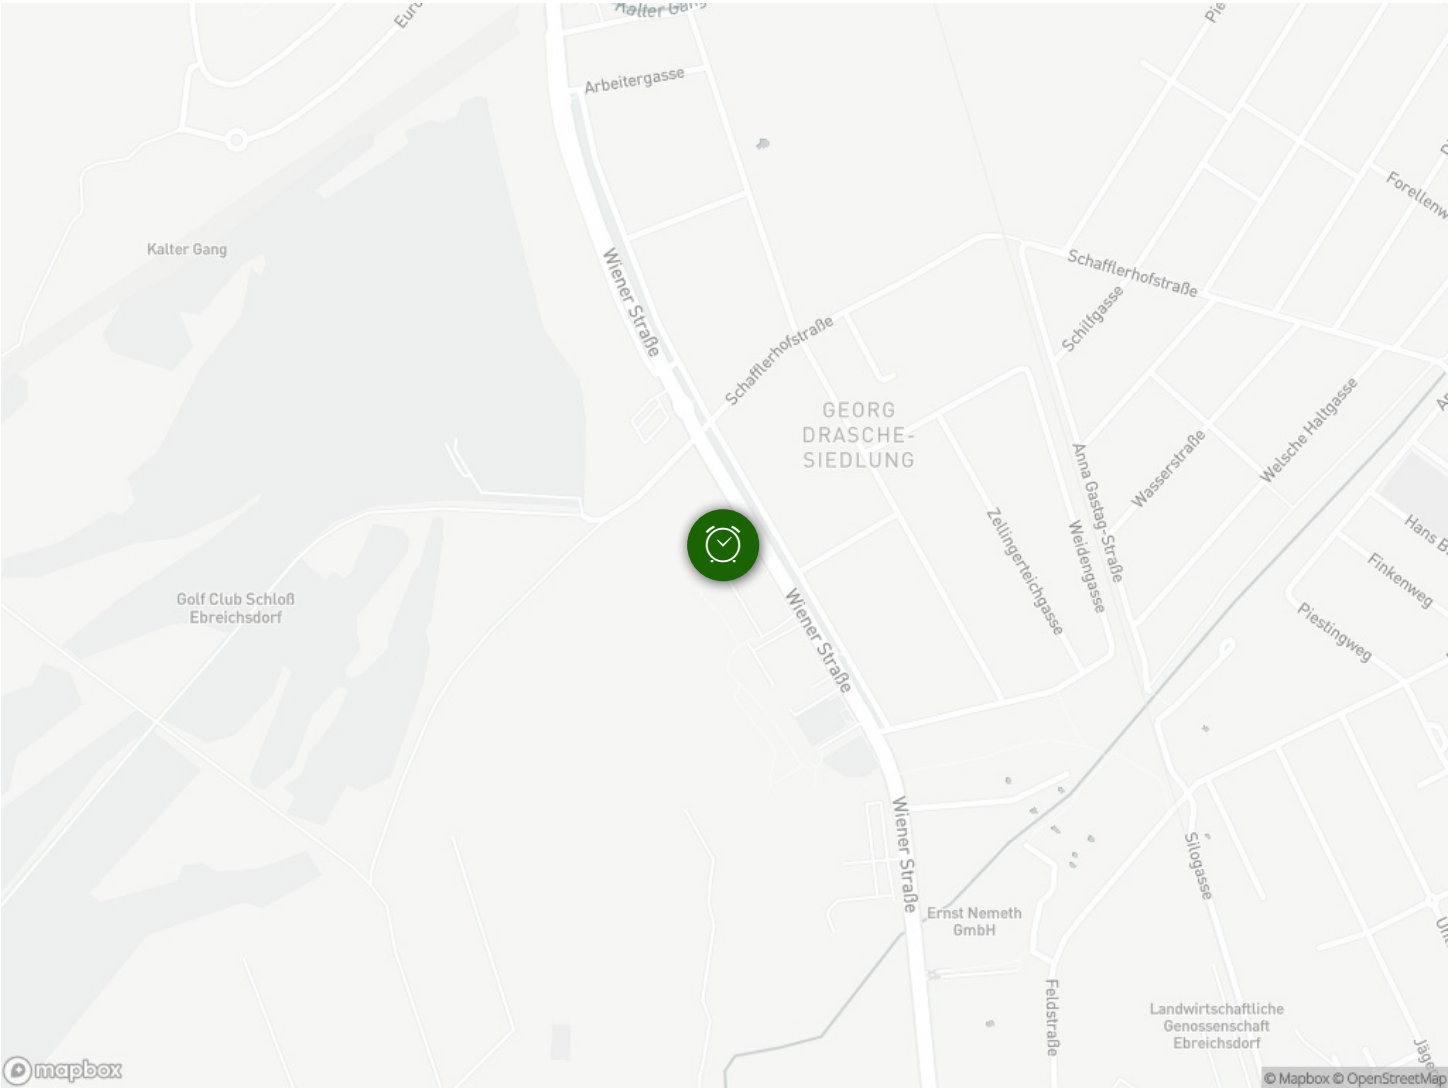 Kalter Gang
Arbeitergasse
Kalter Gang
Wiener Straße
Schafflerhofstraße
Schafflerhofstraße
Schilfgasse
GEORG
DRASCHE-
SIEDLUNG
Welsche Haltgasse
Wasserstraße
Anna Gastag-Straße
Weidengasse
Zellingerteichgasse
Finkenweg
Piestingweg
Golf Club Schloß
Ebreichsdorf
Wiener Straße
Wiener Straße
Silogasse
Ernst Nemeth
GmbH
Feldstraße
Landwirtschaftliche
Genossenschaft
Ebreichsdorf
mapbox
© Mapbox © OpenStreetMap